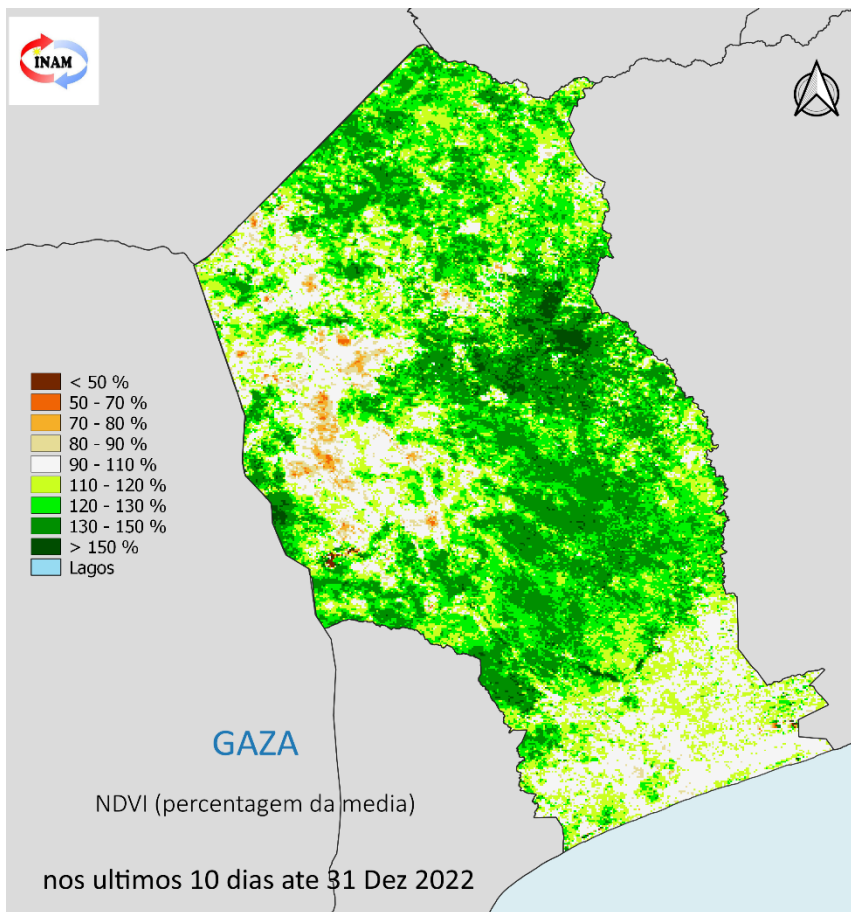 INAM
< 50 %
50 - 70 %
70 - 80 %
80 - 90 %
90 - 110 %
110 - 120 %
120 - 130 %
130 - 150 %
> 150 %
Lagos
GAZA
NDVI (percentagem da media)
nos ultimos 10 dias ate 31 Dez 2022